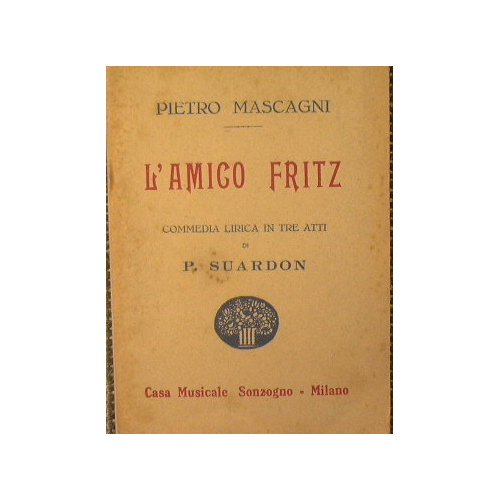 PIETRO MASCAGNI
L'AMICO FRITZ
COMMEDIA LIRICA IN TRE ATTI
DI
P. SUARDON
Casa Musicale Sonzogno - Milano